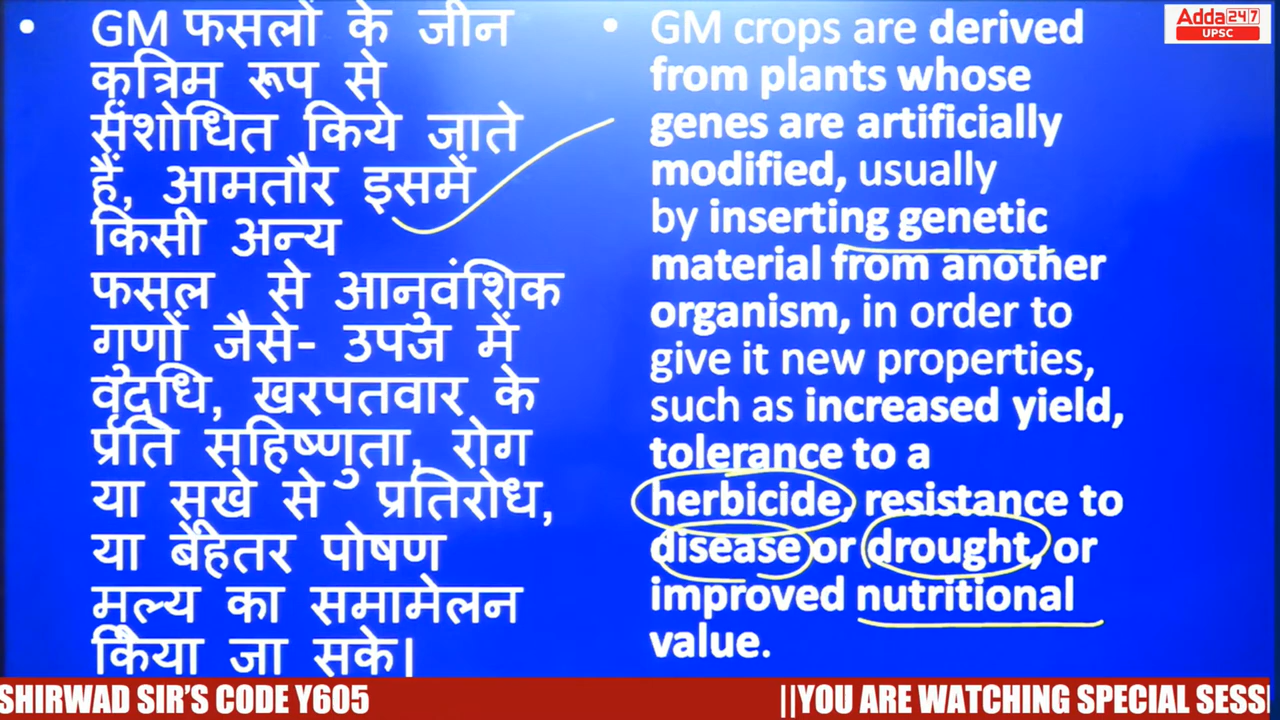 • GM फसलों के जीन
कृत्रिम रूप से
संशोधित किये जाते
हैं, आमतौर इसमें
किसी अन्य
फसल से आनुवंशिक
गुणों जैसे- उपज में
वृद्धि, खरपतवार के
प्रति सहिष्णुता, रोग
या सूखे से प्रतिरोध,
या बेहतर पोषण
मूल्य का समामेलन
किया जा सके।
• GM crops are derived
from plants whose
genes are artificially
modified, usually
by inserting genetic
material from another
organism, in order to
give it new properties,
such as increased yield,
tolerance to a
herbicide, resistance to
disease or drought, or
improved nutritional
value.
Adda 247
UPSC
SHIRWAD SIR'S CODE Y605
||YOU ARE WATCHING SPECIAL SESS